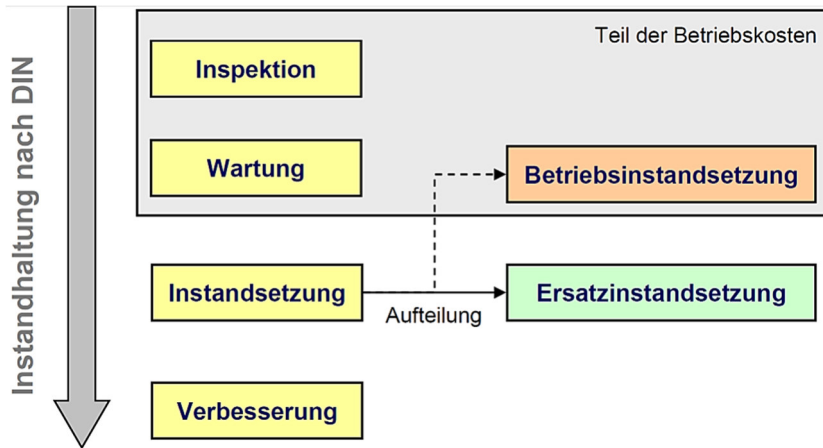 Instandhaltung nach DIN
Teil der Betriebskosten
Inspektion
Wartung
Betriebsinstandsetzung
Instandsetzung
Aufteilung
Ersatzinstandsetzung
Verbesserung